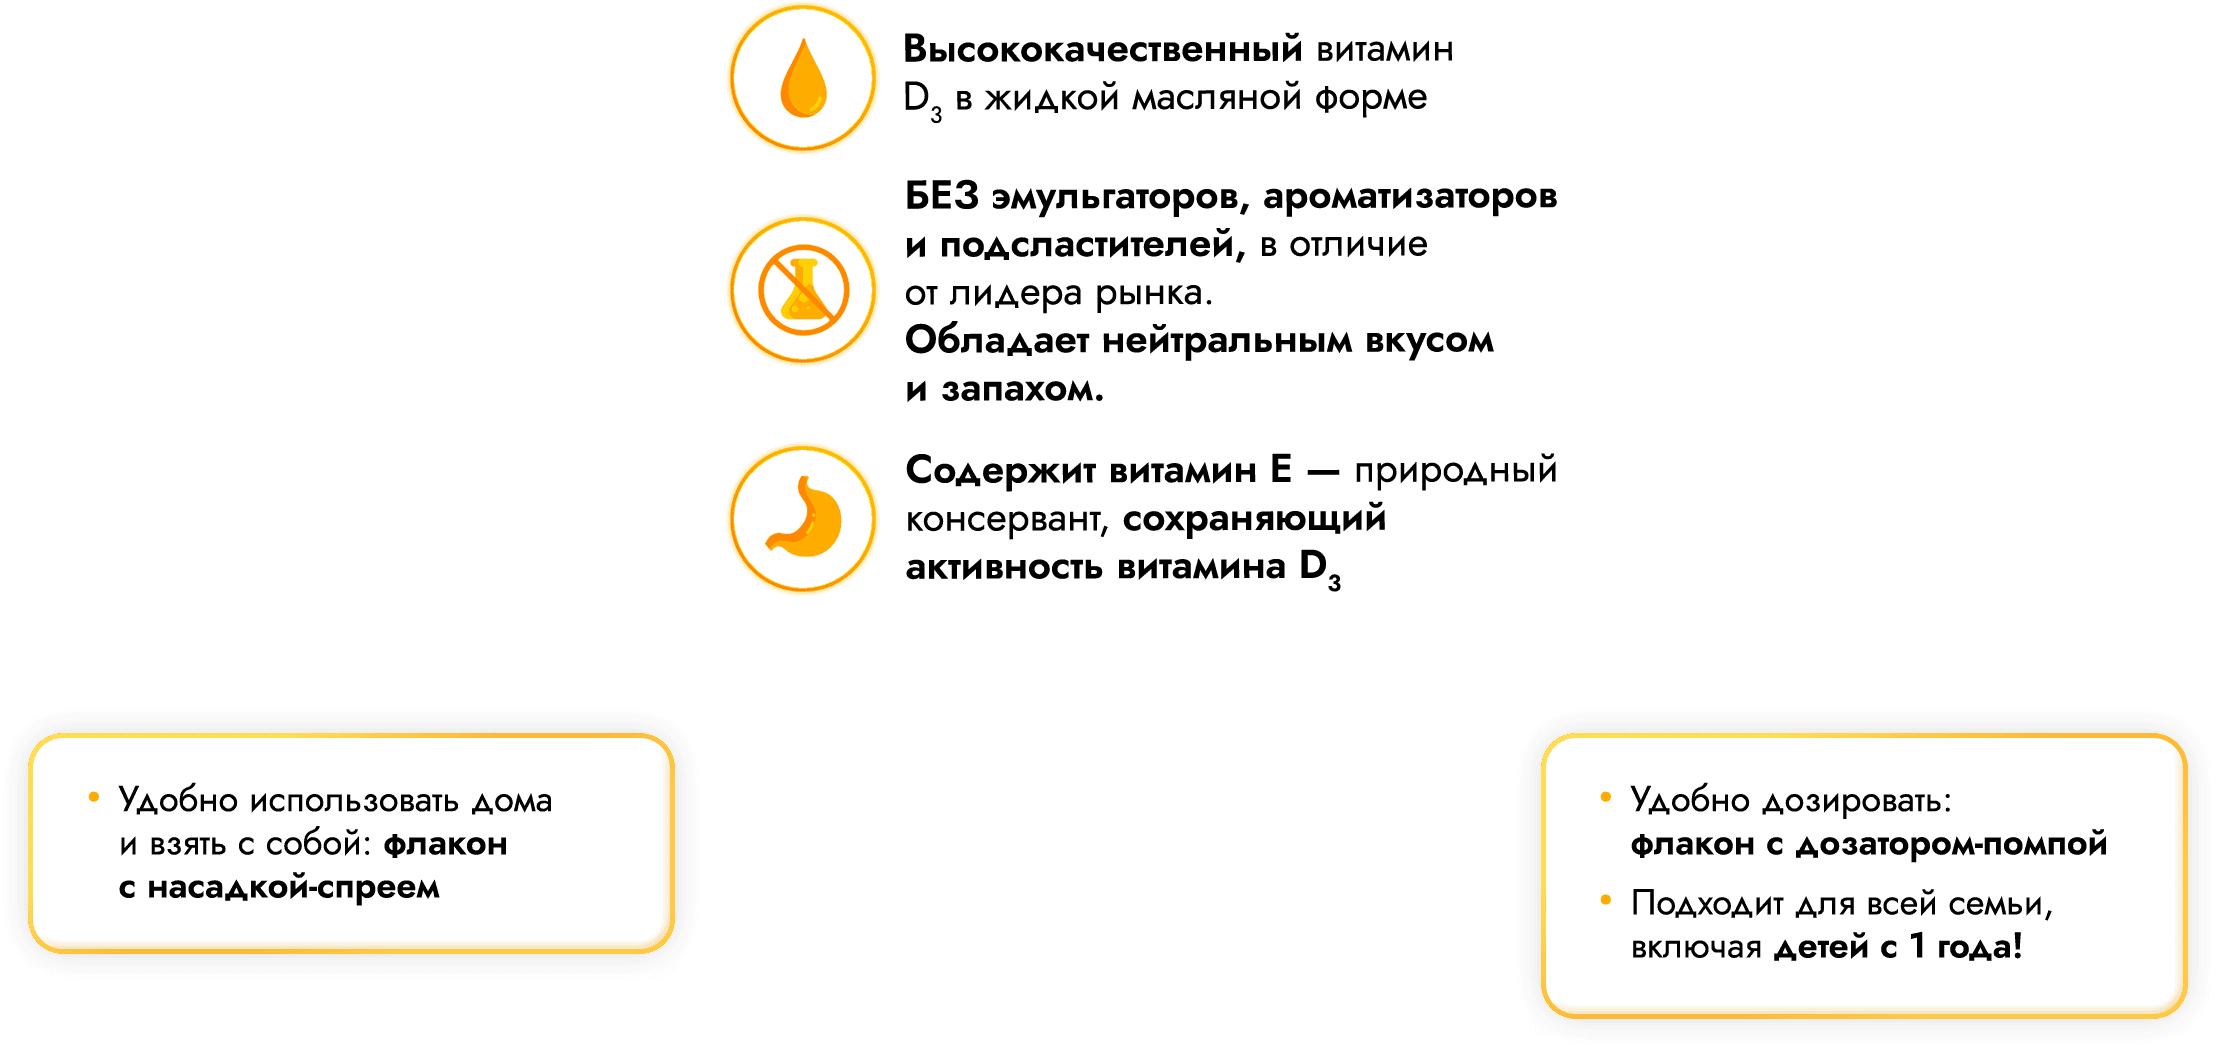 Высококачественный витамин
D₃ в жидкой масляной форме
БЕЗ эмульгаторов, ароматизаторов
и подсластителей, в отличие
от лидера рынка.
Обладает нейтральным вкусом
и запахом.
Содержит витамин Е — природный
консервант, сохраняющий
активность витамина D₃
• Удобно использовать дома
и взять с собой: флакон
с насадкой-спреем
• Удобно дозировать:
флакон с дозатором-помпой
• Подходит для всей семьи,
включая детей с 1 года!